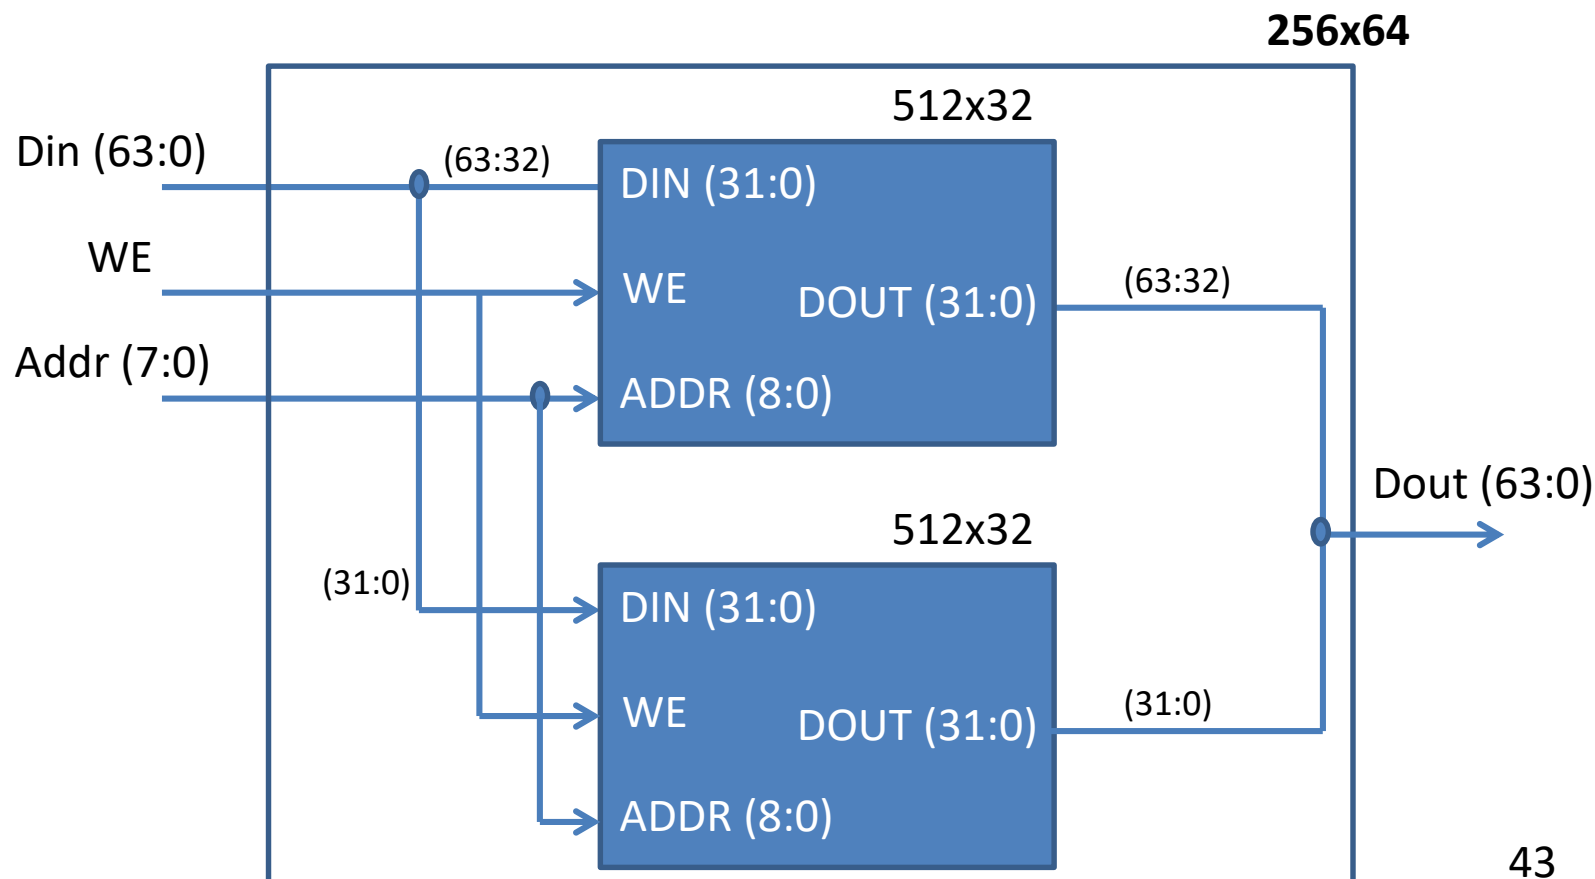 256x64
512x32
Din (63:0)
(63:32)
DIN (31:0)
WE
WE
(63:32)
DOUT (31:0)
Addr (7:0)
ADDR (8:0)
Dout (63:0)
512x32
(31:0)
DIN (31:0)
WE
(31:0)
DOUT (31:0)
ADDR (8:0)
43